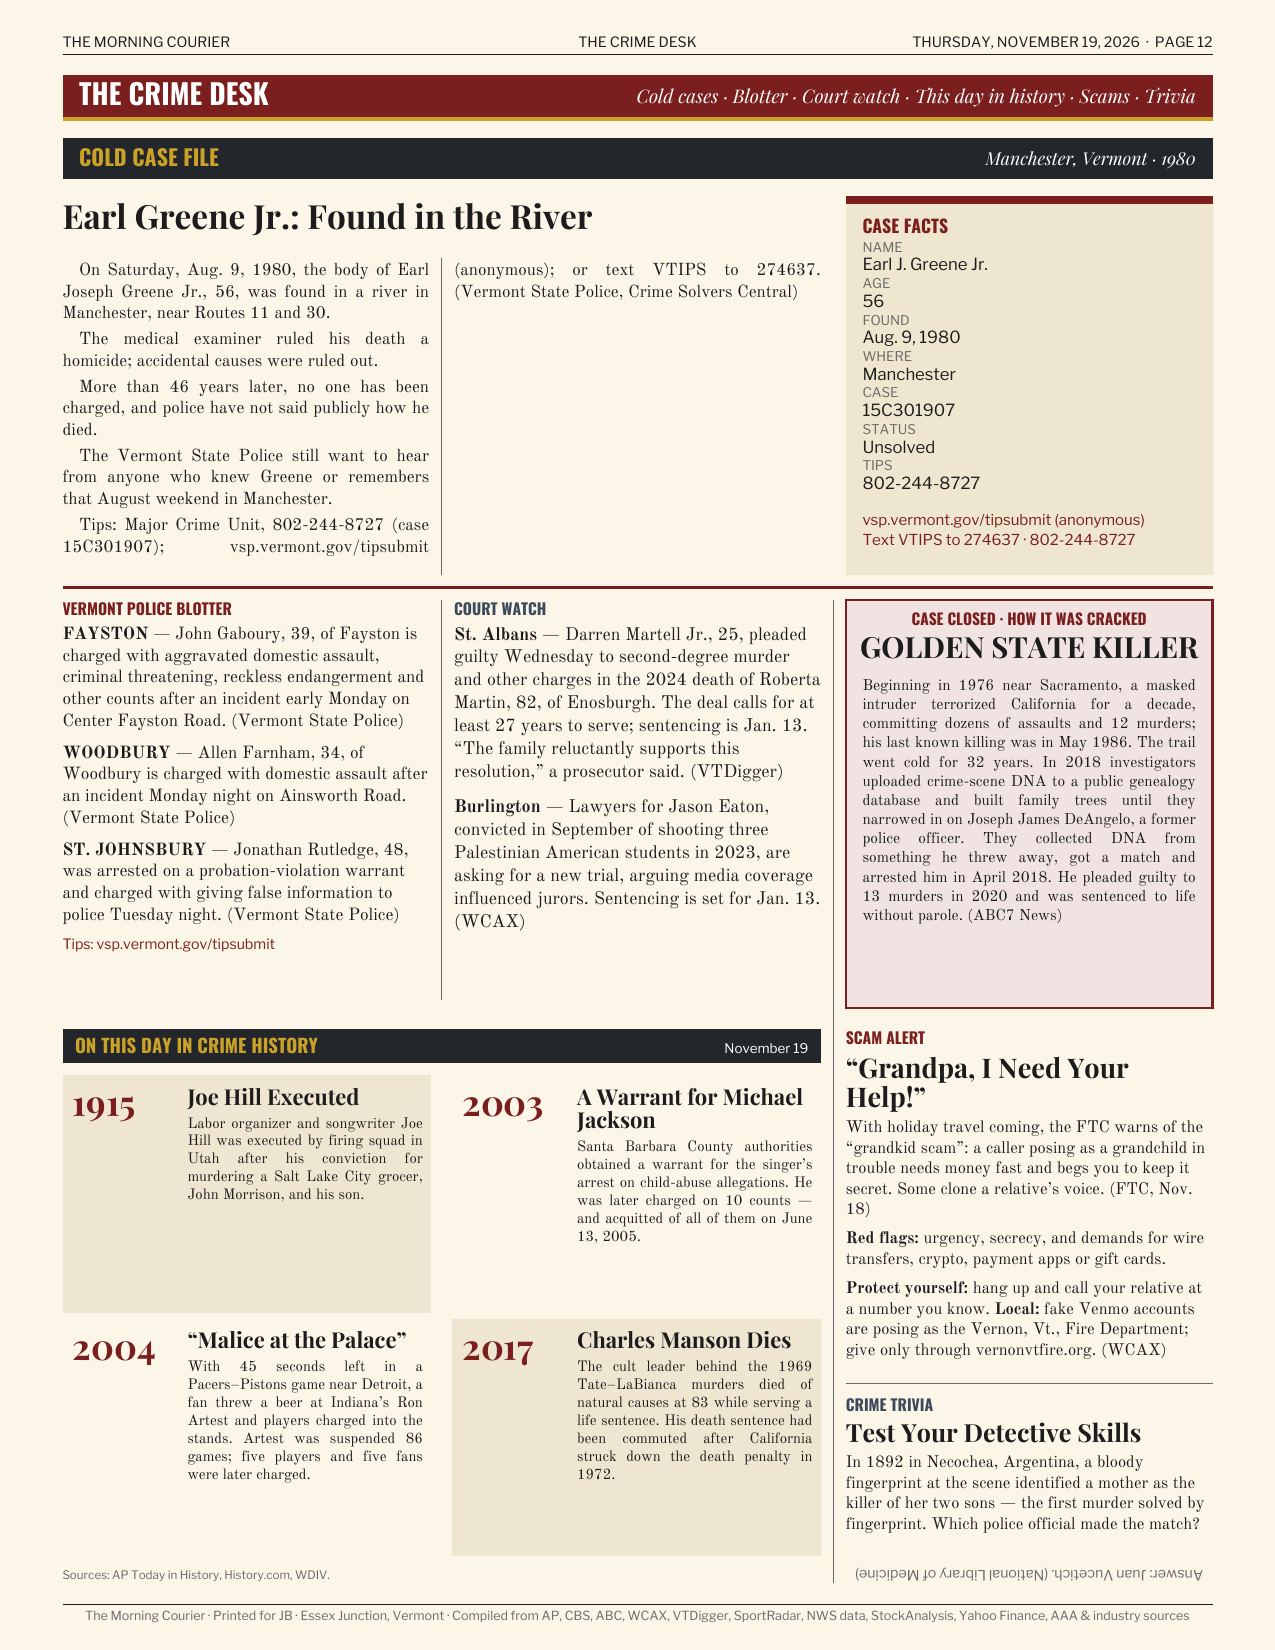 THE MORNING COURIER
THE CRIME DESK
THURSDAY, NOVEMBER 19, 2026 · PAGE 12
THE CRIME DESK
Cold cases · Blotter · Court watch · This day in history · Scams · Trivia
COLD CASE FILE
Manchester, Vermont · 1980
Earl Greene Jr.: Found in the River
On Saturday, Aug. 9, 1980, the body of Earl
Joseph Greene Jr., 56, was found in a river in
Manchester, near Routes 11 and 30.
The medical examiner ruled his death a
homicide; accidental causes were ruled out.
More than 46 years later, no one has been
charged, and police have not said publicly how he
died.
The Vermont State Police still want to hear
from anyone who knew Greene or remembers
that August weekend in Manchester.
Tips: Major Crime Unit, 802-244-8727 (case
15C301907); vsp.vermont.gov/tipsubmit
(anonymous); or text VTIPS to 274637.
(Vermont State Police, Crime Solvers Central)
CASE FACTS
NAME
Earl J. Greene Jr.
AGE
56
FOUND
Aug. 9, 1980
WHERE
Manchester
CASE
15C301907
STATUS
Unsolved
TIPS
802-244-8727
vsp.vermont.gov/tipsubmit (anonymous)
Text VTIPS to 274637 · 802-244-8727
VERMONT POLICE BLOTTER
FAYSTON — John Gaboury, 39, of Fayston is
charged with aggravated domestic assault,
criminal threatening, reckless endangerment and
other counts after an incident early Monday on
Center Fayston Road. (Vermont State Police)
WOODBURY — Allen Farnham, 34, of
Woodbury is charged with domestic assault after
an incident Monday night on Ainsworth Road.
(Vermont State Police)
ST. JOHNSBURY — Jonathan Rutledge, 48,
was arrested on a probation-violation warrant
and charged with giving false information to
police Tuesday night. (Vermont State Police)
Tips: vsp.vermont.gov/tipsubmit
COURT WATCH
St. Albans — Darren Martell Jr., 25, pleaded
guilty Wednesday to second-degree murder
and other charges in the 2024 death of Roberta
Martin, 82, of Enosburgh. The deal calls for at
least 27 years to serve; sentencing is Jan. 13.
“The family reluctantly supports this
resolution,” a prosecutor said. (VTDigger)
Burlington — Lawyers for Jason Eaton,
convicted in September of shooting three
Palestinian American students in 2023, are
asking for a new trial, arguing media coverage
influenced jurors. Sentencing is set for Jan. 13.
(WCAX)
CASE CLOSED · HOW IT WAS CRACKED
GOLDEN STATE KILLER
Beginning in 1976 near Sacramento, a masked
intruder terrorized California for a decade,
committing dozens of assaults and 12 murders;
his last known killing was in May 1986. The trail
went cold for 32 years. In 2018 investigators
uploaded crime-scene DNA to a public genealogy
database and built family trees until they
narrowed in on Joseph James DeAngelo, a former
police officer. They collected DNA from
something he threw away, got a match and
arrested him in April 2018. He pleaded guilty to
13 murders in 2020 and was sentenced to life
without parole. (ABC7 News)
ON THIS DAY IN CRIME HISTORY
November 19
1915
Joe Hill Executed
Labor organizer and songwriter Joe
Hill was executed by firing squad in
Utah after his conviction for
murdering a Salt Lake City grocer,
John Morrison, and his son.
2003
A Warrant for Michael
Jackson
Santa Barbara County authorities
obtained a warrant for the singer’s
arrest on child-abuse allegations. He
was later charged on 10 counts —
and acquitted of all of them on June
13, 2005.
2004
“Malice at the Palace”
With 45 seconds left in a
Pacers–Pistons game near Detroit, a
fan threw a beer at Indiana’s Ron
Artest and players charged into the
stands. Artest was suspended 86
games; five players and five fans
were later charged.
2017
Charles Manson Dies
The cult leader behind the 1969
Tate–LaBianca murders died of
natural causes at 83 while serving a
life sentence. His death sentence had
been commuted after California
struck down the death penalty in
1972.
Sources: AP Today in History, History.com, WDIV.
SCAM ALERT
“Grandpa, I Need Your
Help!”
With holiday travel coming, the FTC warns of the
“grandkid scam”: a caller posing as a grandchild in
trouble needs money fast and begs you to keep it
secret. Some clone a relative’s voice. (FTC, Nov.
18)
Red flags: urgency, secrecy, and demands for wire
transfers, crypto, payment apps or gift cards.
Protect yourself: hang up and call your relative at
a number you know. Local: fake Venmo accounts
are posing as the Vernon, Vt., Fire Department;
give only through vernonvtfire.org. (WCAX)
CRIME TRIVIA
Test Your Detective Skills
In 1892 in Necochea, Argentina, a bloody
fingerprint at the scene identified a mother as the
killer of her two sons — the first murder solved by
fingerprint. Which police official made the match?
Answer: Juan Vucetich. (National Library of Medicine)
The Morning Courier · Printed for JB · Essex Junction, Vermont · Compiled from AP, CBS, ABC, WCAX, VTDigger, SportRadar, NWS data, StockAnalysis, Yahoo Finance, AAA & industry sources